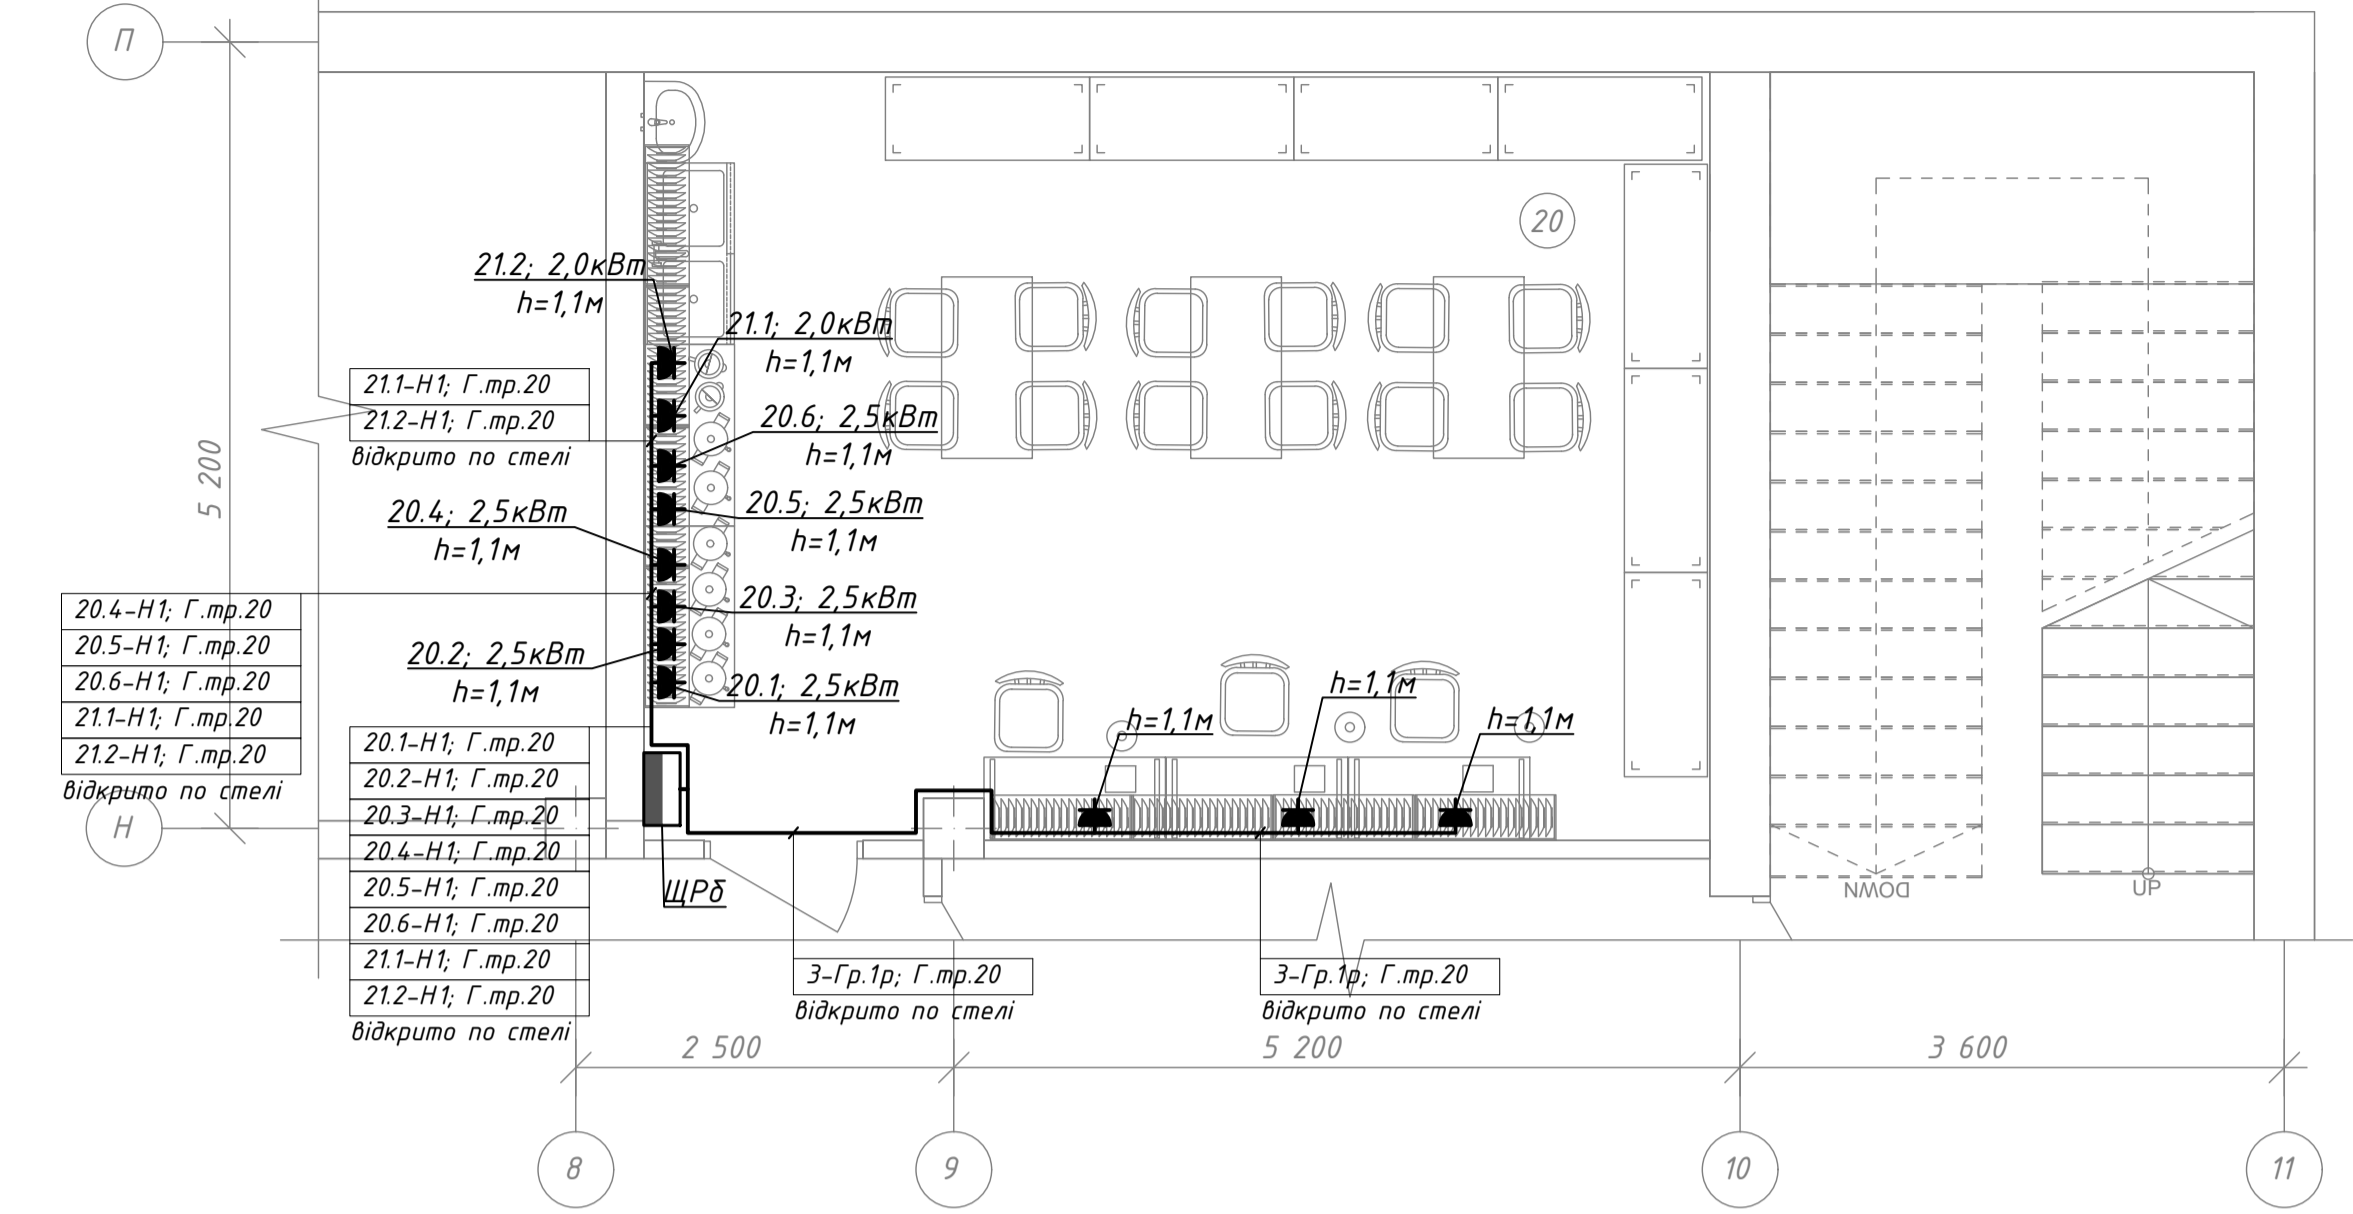 П
20
21.2; 2,0кВт
h=1,1м
21.1; 2,0кВт
h=1,1м
21.1-Н1; Г.тр.20
21.2-Н1; Г.тр.20
відкрито по стелі
20.6; 2,5кВт
h=1,1м
5 200
20.5; 2,5кВт
h=1,1м
20.4; 2,5кВт
h=1,1м
20.3; 2,5кВт
h=1,1м
20.4-Н1; Г.тр.20
20.5-Н1; Г.тр.20
20.6-Н1; Г.тр.20
21.1-Н1; Г.тр.20
21.2-Н1; Г.тр.20
відкрито по стелі
20.2; 2,5кВт
h=1,1м
20.1; 2,5кВт
h=1,1м
h=1,1м
h=1,1м
h=1,1м
Н
20.1-Н1; Г.тр.20
20.2-Н1; Г.тр.20
20.3-Н1; Г.тр.20
20.4-Н1; Г.тр.20
20.5-Н1; Г.тр.20
20.6-Н1; Г.тр.20
21.1-Н1; Г.тр.20
21.2-Н1; Г.тр.20
відкрито по стелі
ЩРб
DOWN
UP
3-Гр.1р; Г.тр.20
відкрито по стелі
3-Гр.1р; Г.тр.20
відкрито по стелі
2 500
5 200
3 600
8
9
10
11